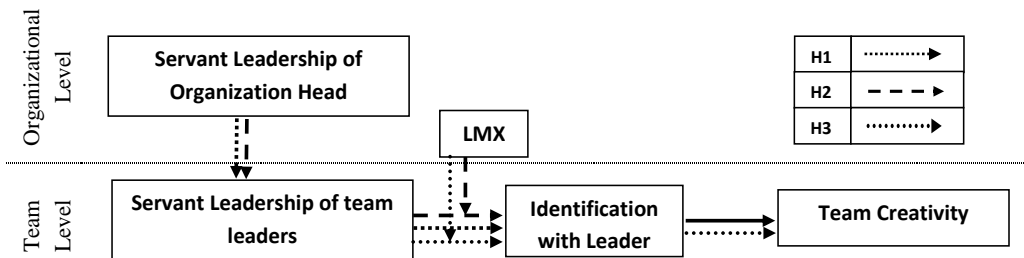 Organizational
Level
Servant Leadership of
Organization Head
LMX
H1
H2
H3
Team
Level
Servant Leadership of team
leaders
Identification
with Leader
Team Creativity